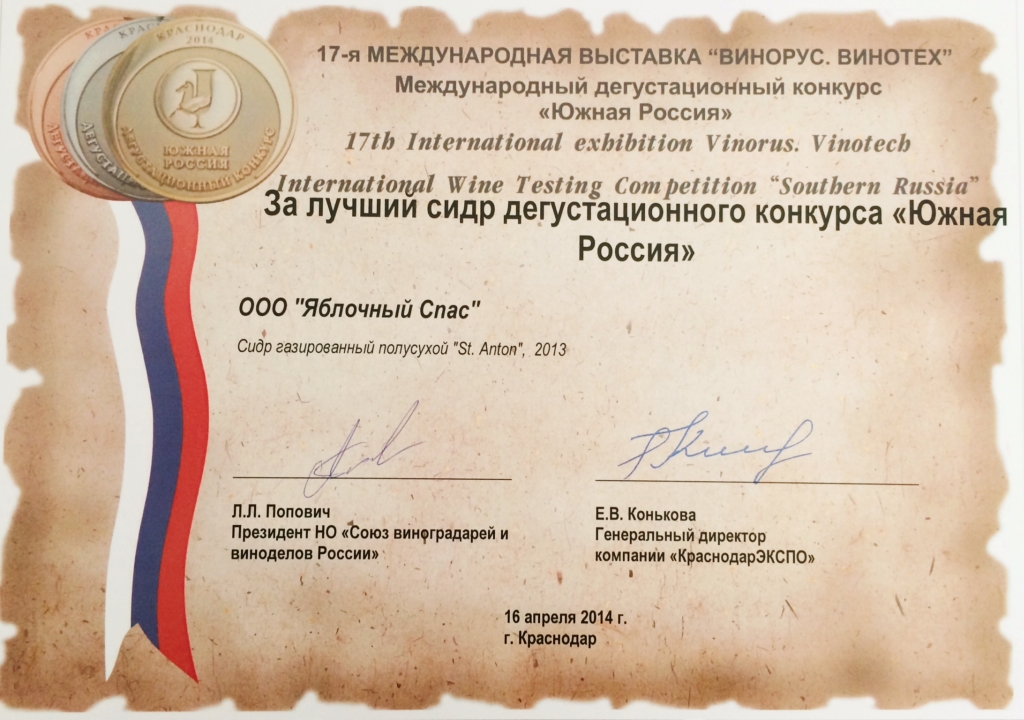 КРАСНОДАР
2014
ЮЖНАЯ
РОССИЯ
ДЕГУСТАЦИОННЫЙ КОНКУРС
17-я МЕЖДУНАРОДНАЯ ВЫСТАВКА “ВИНОРУС. ВИНОТЕХ”
Международный дегустационный конкурс
«Южная Россия»
17th International exhibition Vinorus. Vinotech
International Wine Testing Competition “Southern Russia”
За лучший сидр дегустационного конкурса «Южная
Россия»
ООО "Яблочный Спас"
Сидр газированный полусухой "St. Anton", 2013
Л.Л. Попович
Президент НО «Союз виноградарей и
виноделов России»
Е.В. Конькова
Генеральный директор
компании «КраснодарЭКСПО»
16 апреля 2014 г.
г. Краснодар